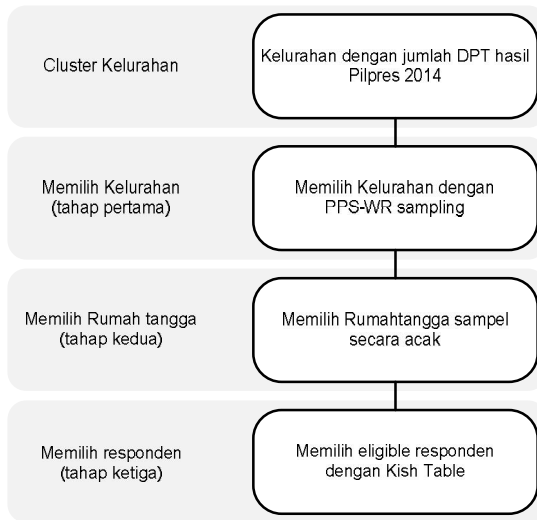 Cluster Kelurahan
Kelurahan dengan jumlah DPT hasil
Pilpres 2014
Memilih Kelurahan
(tahap pertama)
Memilih Kelurahan dengan
PPS-WR sampling
Memilih Rumah tangga
(tahap kedua)
Memilih Rumahtangga sampel
secara acak
Memilih responden
(tahap ketiga)
Memilih eligible responden
dengan Kish Table